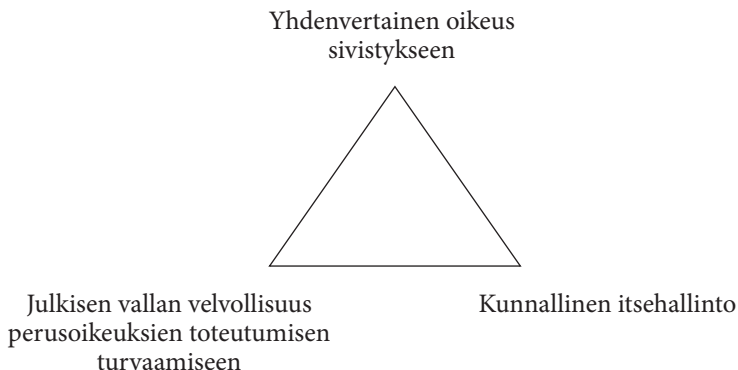 Yhdenvertainen oikeus
sivistykseen
Julkisen vallan velvollisuus
perusoikeuksien toteutumisen
turvaamiseen
Kunnallinen itsehallinto